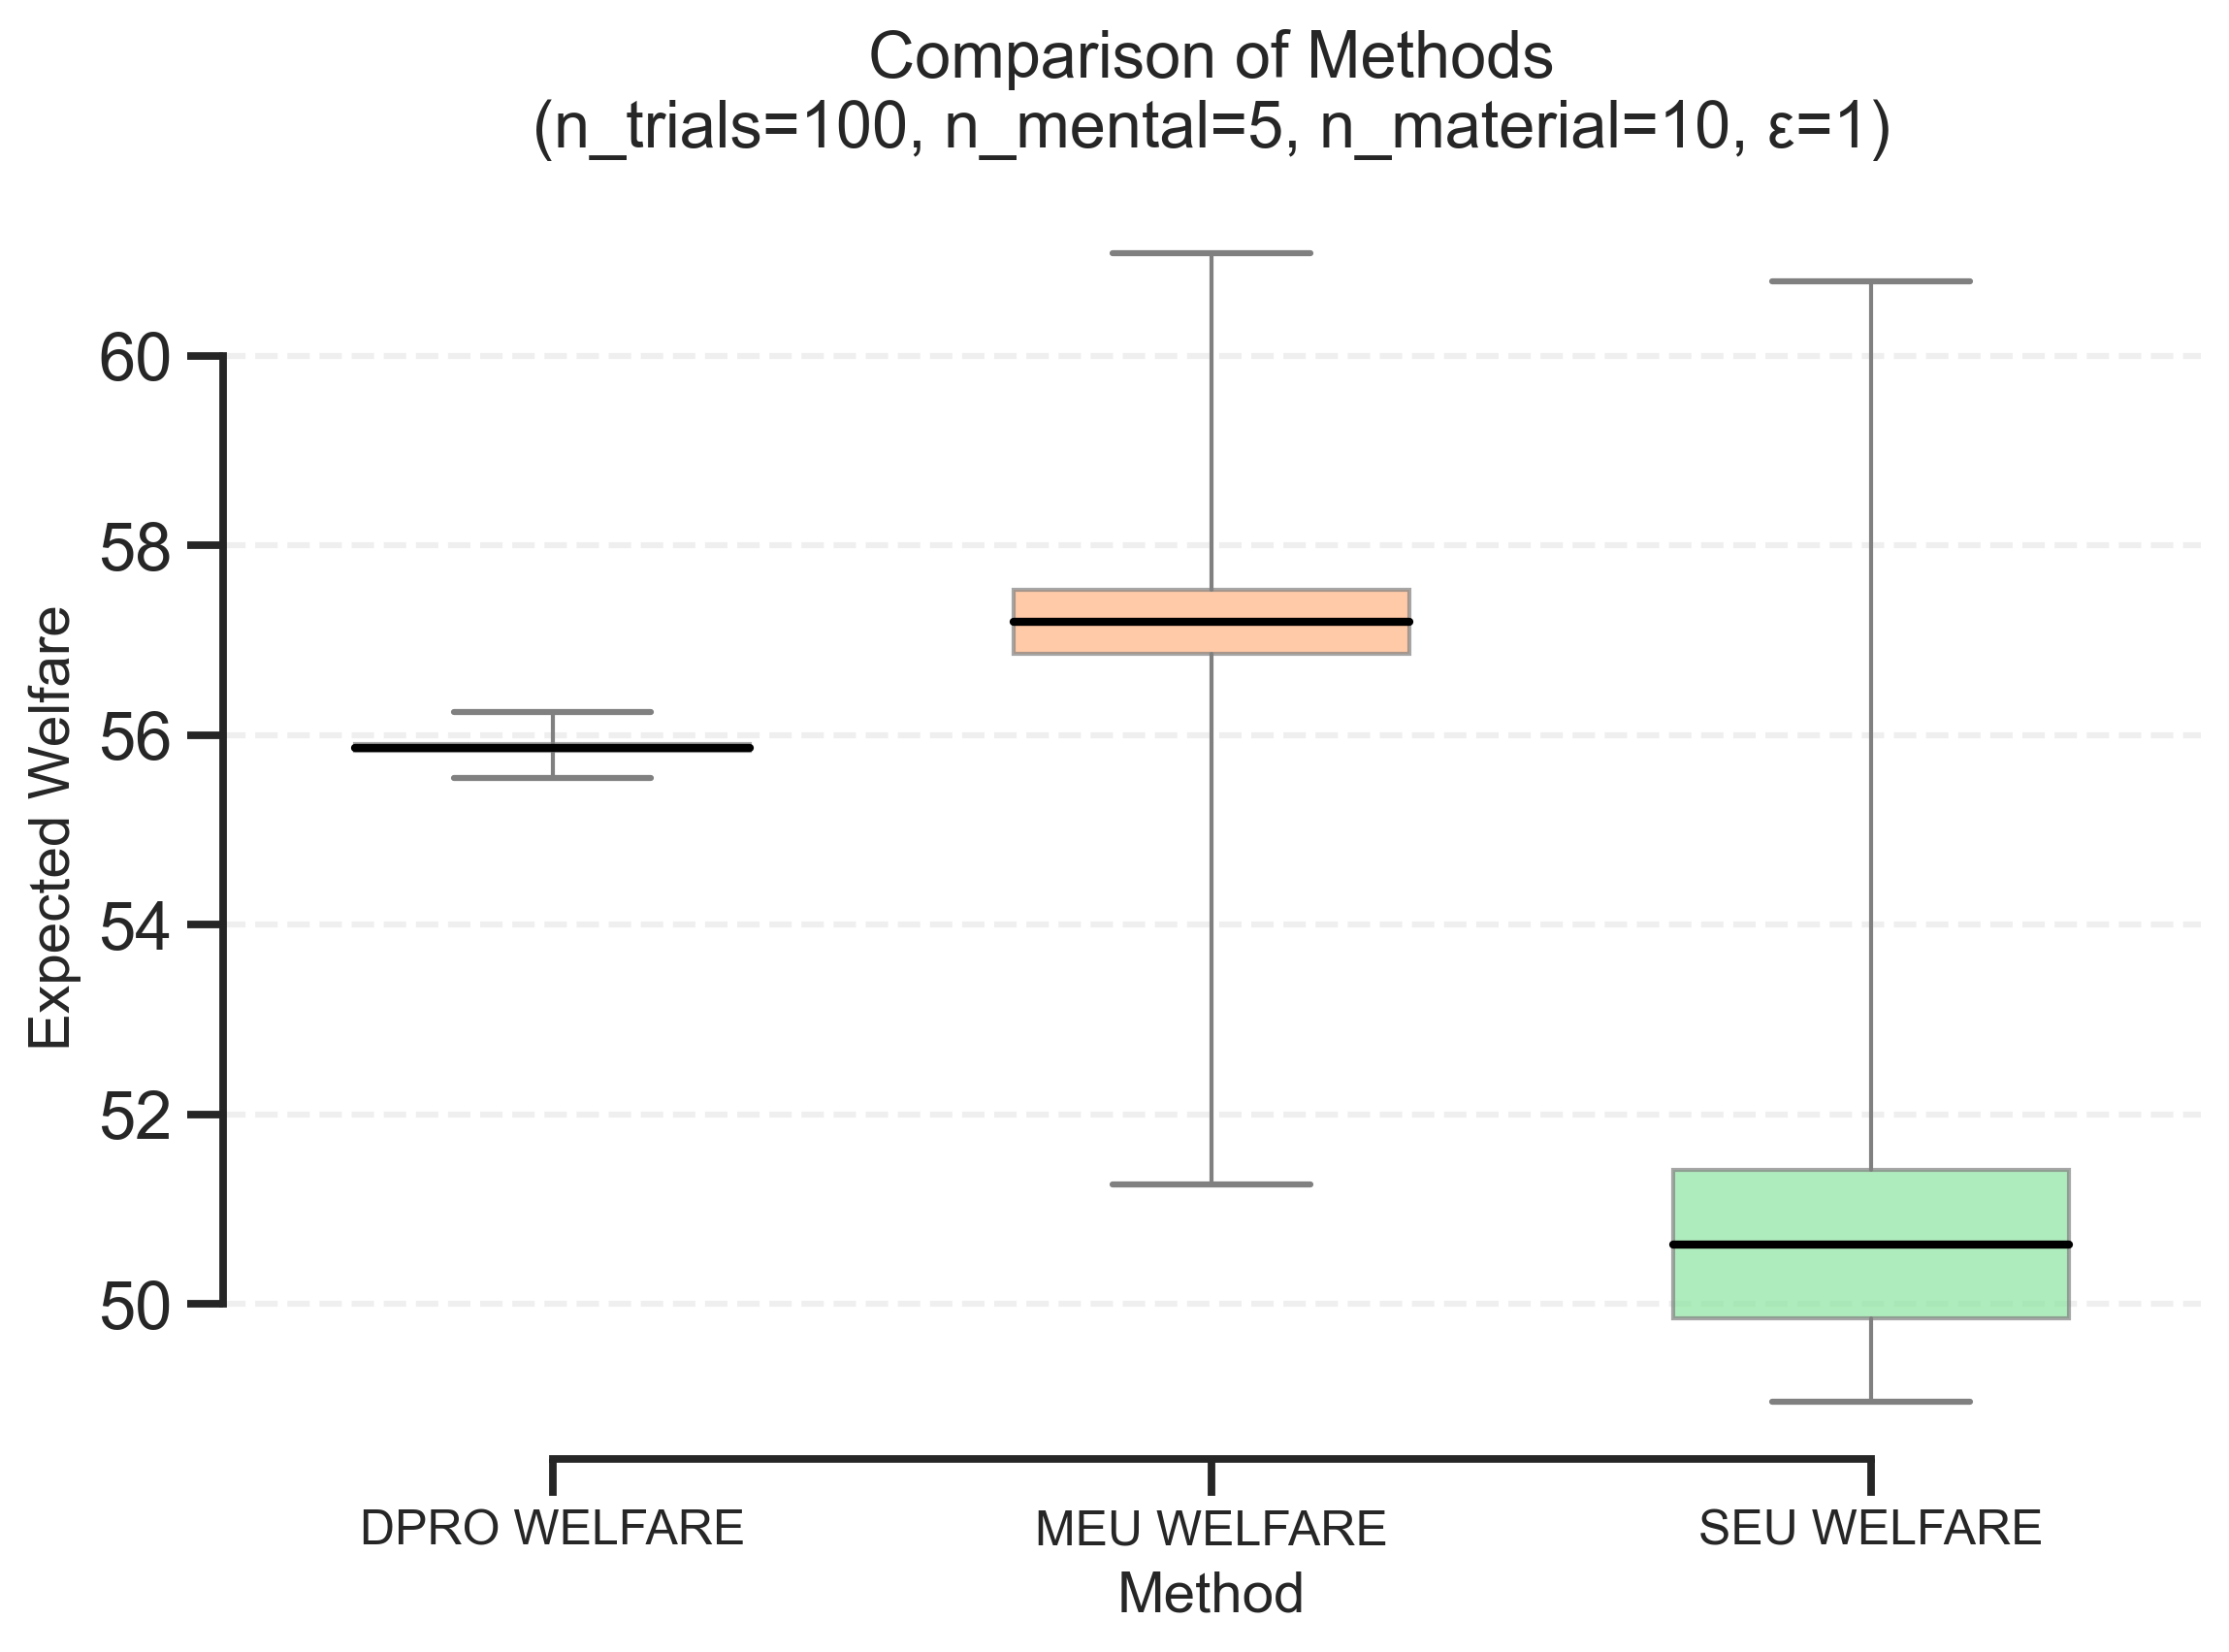 Comparison of Methods
(n_trials=100, n_mental=5, n_material=10, ε=1)
Expected Welfare
60
58
56
54
52
50
DPRO WELFARE
MEU WELFARE
SEU WELFARE
Method